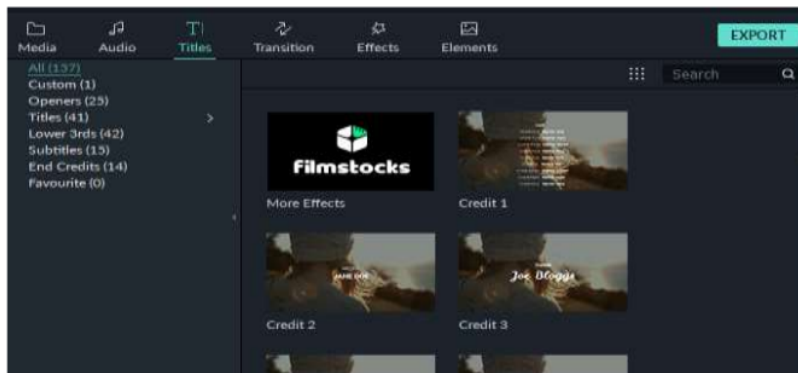 Media Audio Titles Transition Effects Elements EXPORT
All (137)
Custom (1)
Openers (25)
Titles (41)
Lower 3rds (42)
Subtitles (15)
End Credits (14)
Favourite (0)
Search
Filmstocks
More Effects
Credit 1
JANE DOE
Joe Bloggs
Credit 2
Credit 3